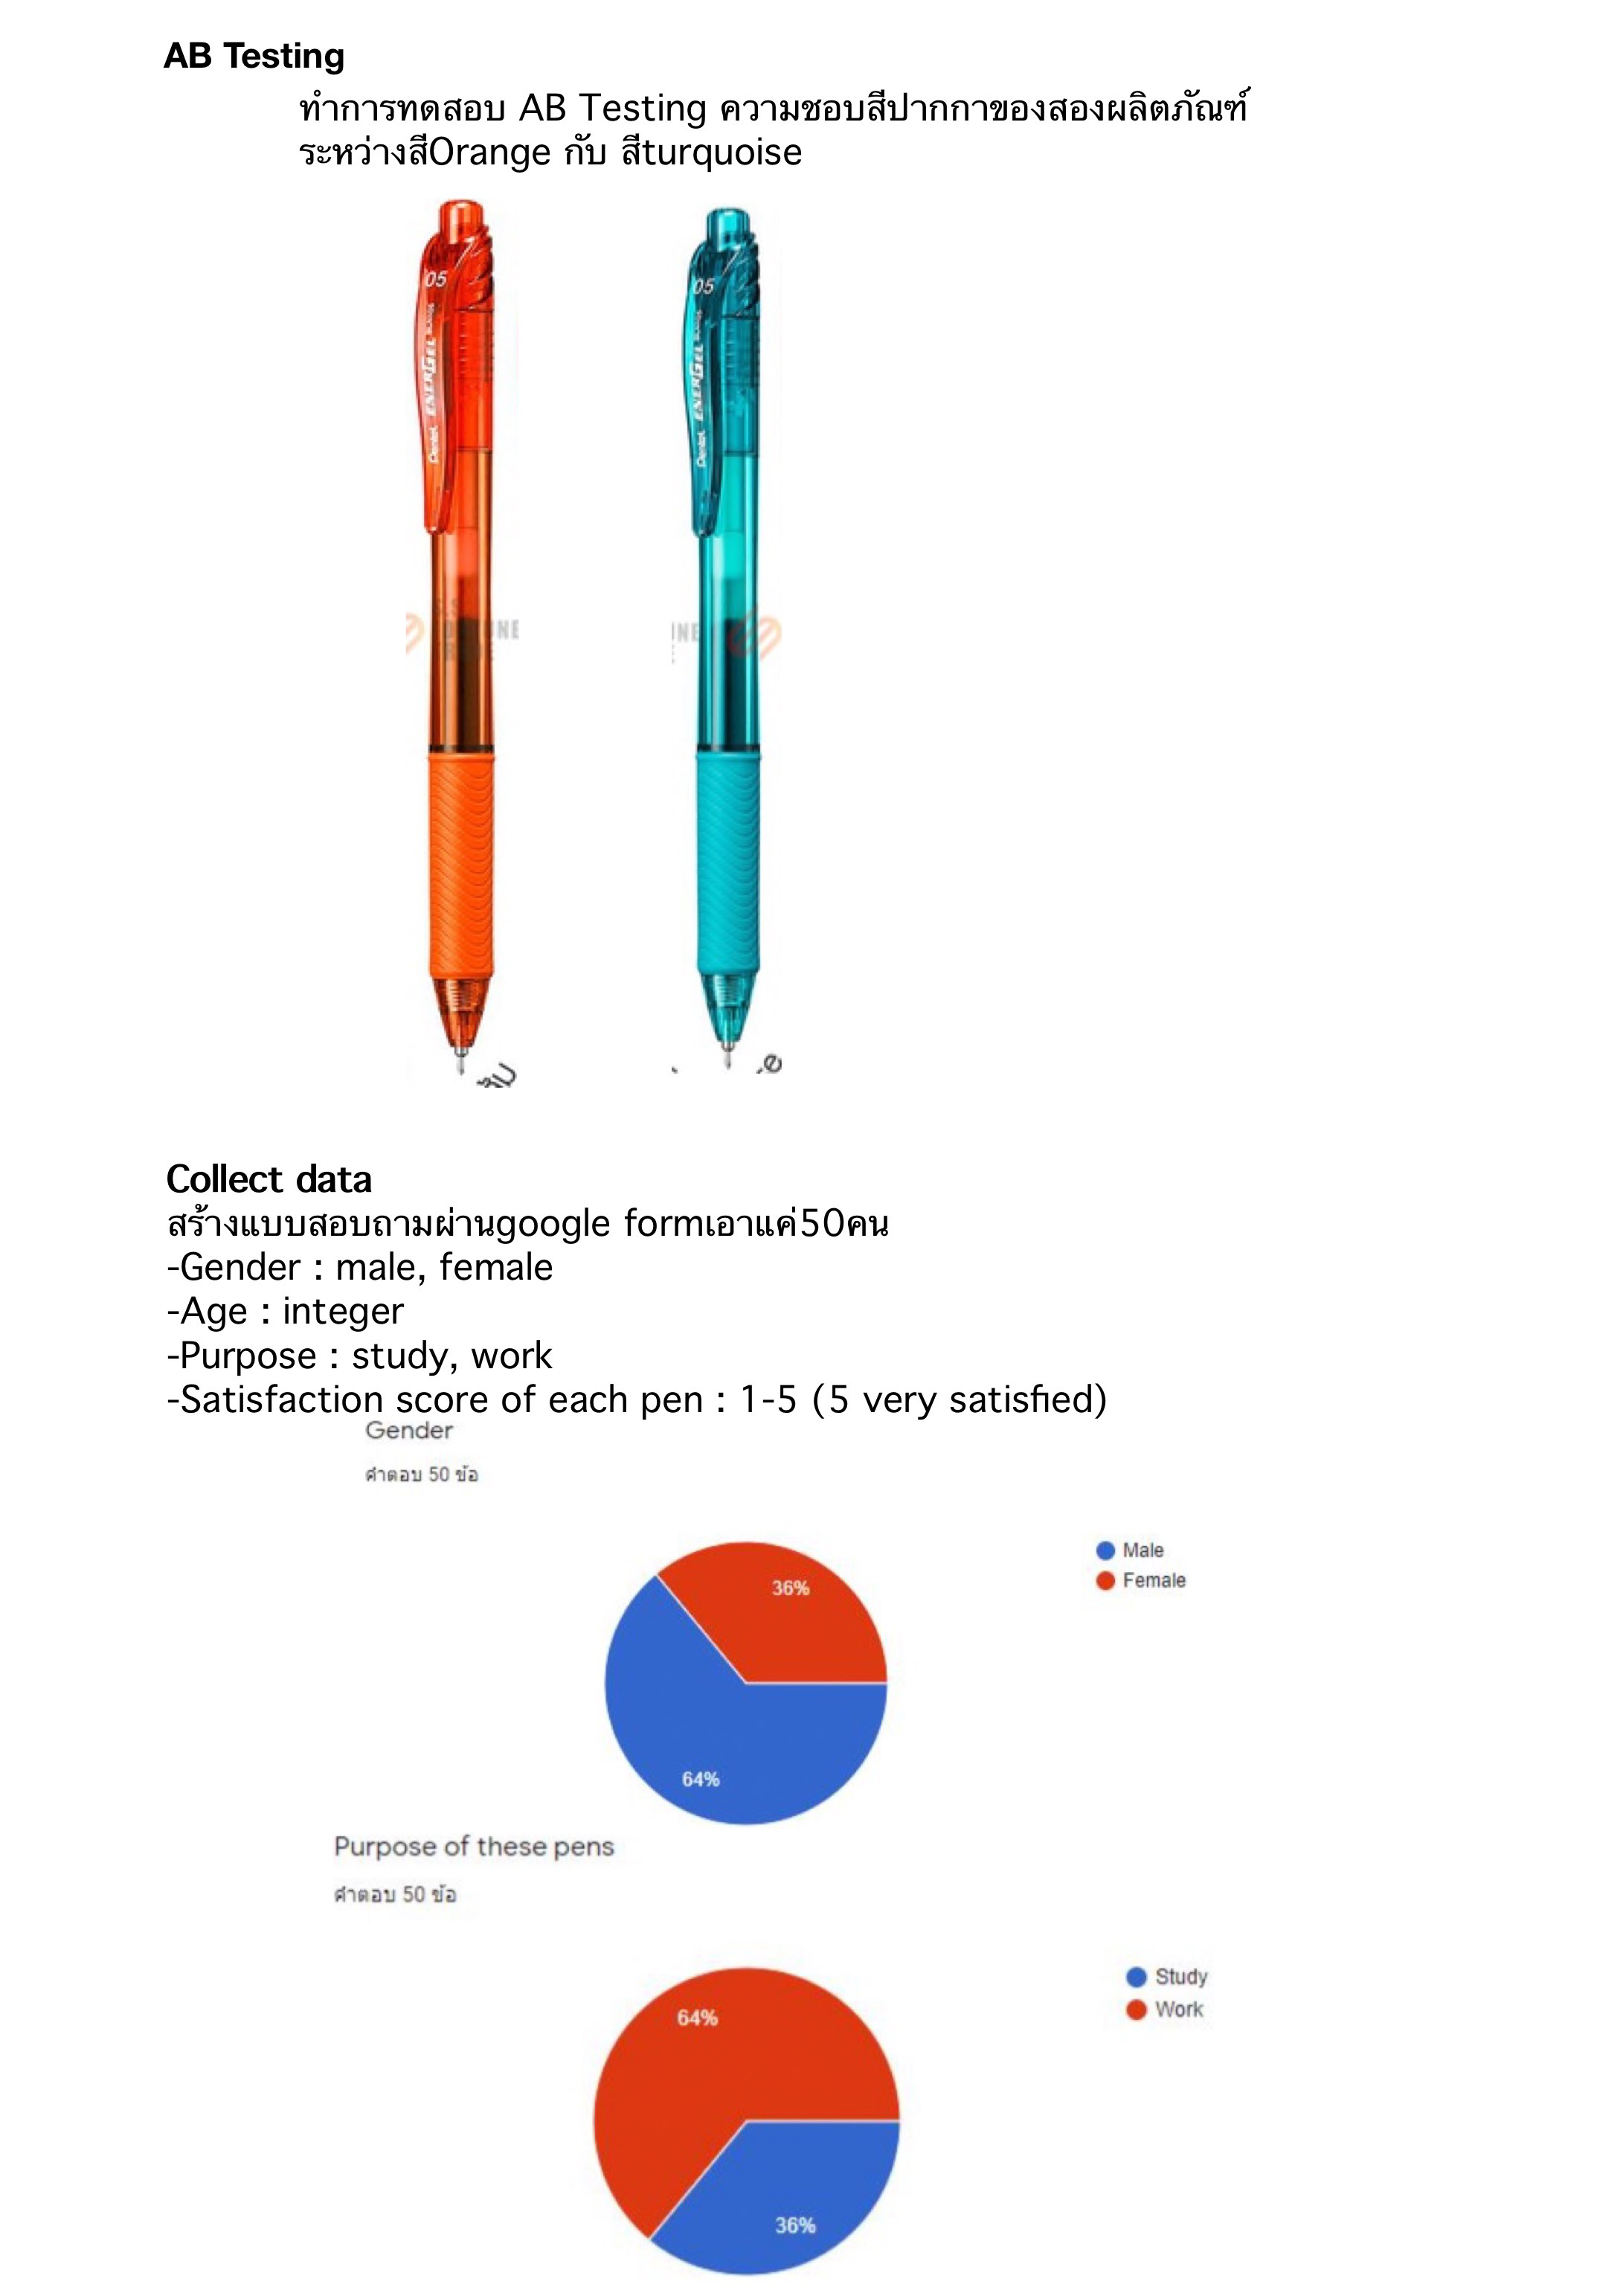 AB Testing
ทำการทดสอบ AB Testing ความชอบสีปากกาของสองผลิตภัณฑ์
ระหว่างสีOrange กับ สีturquoise
05
05
Pentel ENERGEL
Pentel ENERGEL
UNE
UNE
Collect data
สร้างแบบสอบถามผ่านgoogle formเอาแค่50คน
-Gender : male, female
-Age : integer
-Purpose : study, work
-Satisfaction score of each pen : 1-5 (5 very satisfied)
Gender
คำตอบ 50 ข้อ
Male
Female
36%
64%
Purpose of these pens
คำตอบ 50 ข้อ
Study
Work
64%
36%